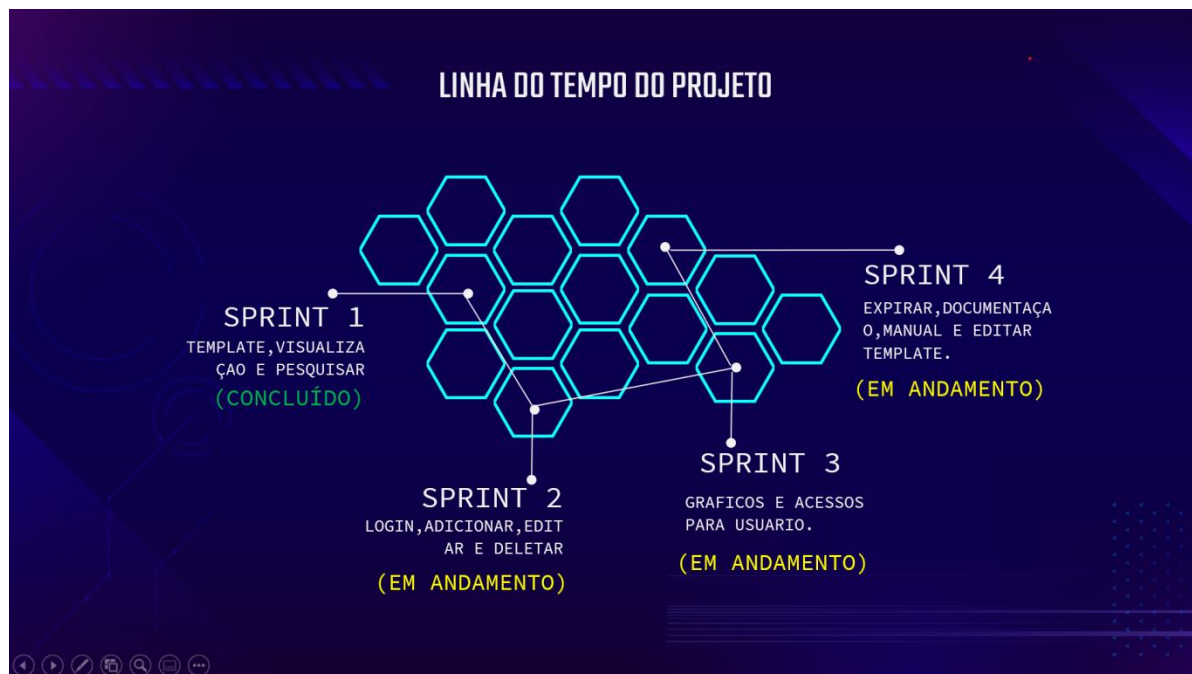 LINHA DO TEMPO DO PROJETO
SPRINT 1
TEMPLATE,VISUALIZA
ÇAO E PESQUISAR
(CONCLUÍDO)
SPRINT 2
LOGIN,ADICIONAR,EDIT
AR E DELETAR
(EM ANDAMENTO)
SPRINT 3
GRAFICOS E ACESSOS
PARA USUARIO.
(EM ANDAMENTO)
SPRINT 4
EXPIRAR,DOCUMENTAÇA
O,MANUAL E EDITAR
TEMPLATE.
(EM ANDAMENTO)